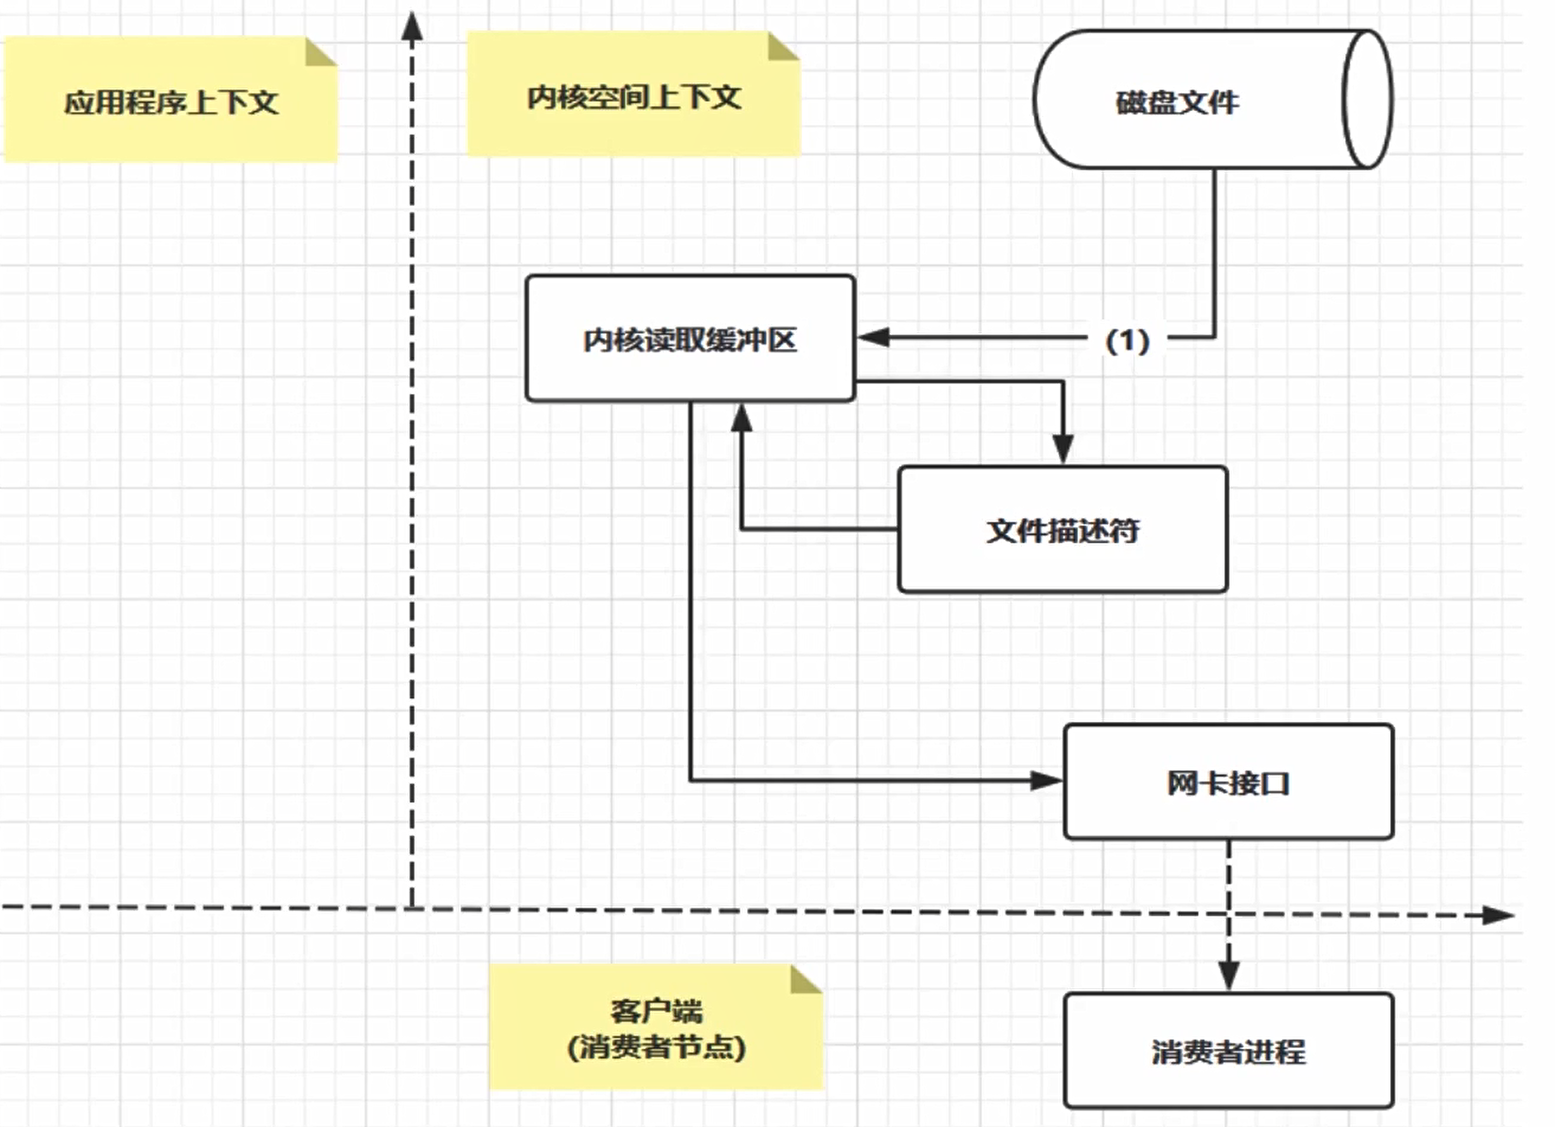 应用程序上下文
内核空间上下文
磁盘文件
内核读取缓冲区
(1)
文件描述符
网卡接口
客户端
(消费者节点)
消费者进程